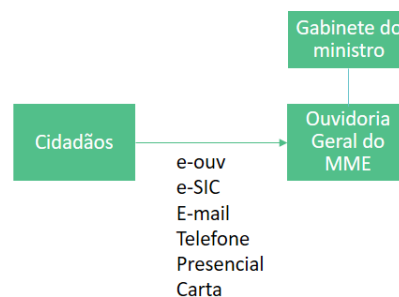 Gabinete do
ministro
Cidadãos
Ouvidoria
Geral do
MME
e-ouv
e-SIC
E-mail
Telefone
Presencial
Carta